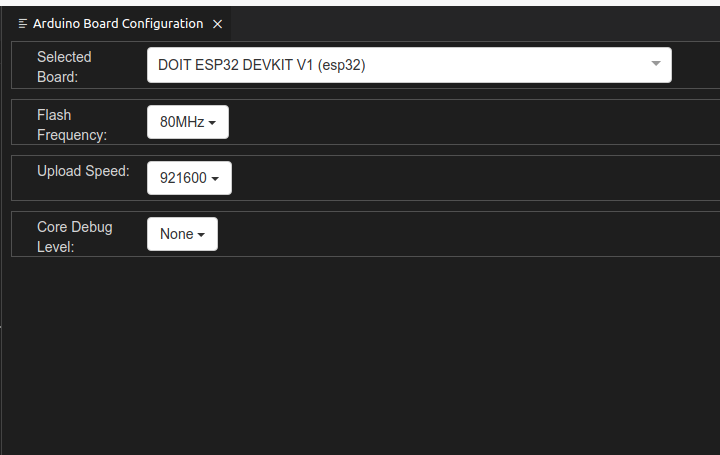 Arduino Board Configuration
Selected
Board:
DOIT ESP32 DEVKIT V1 (esp32)
Flash
Frequency:
80MHz
Upload Speed:
921600
Core Debug
Level:
None